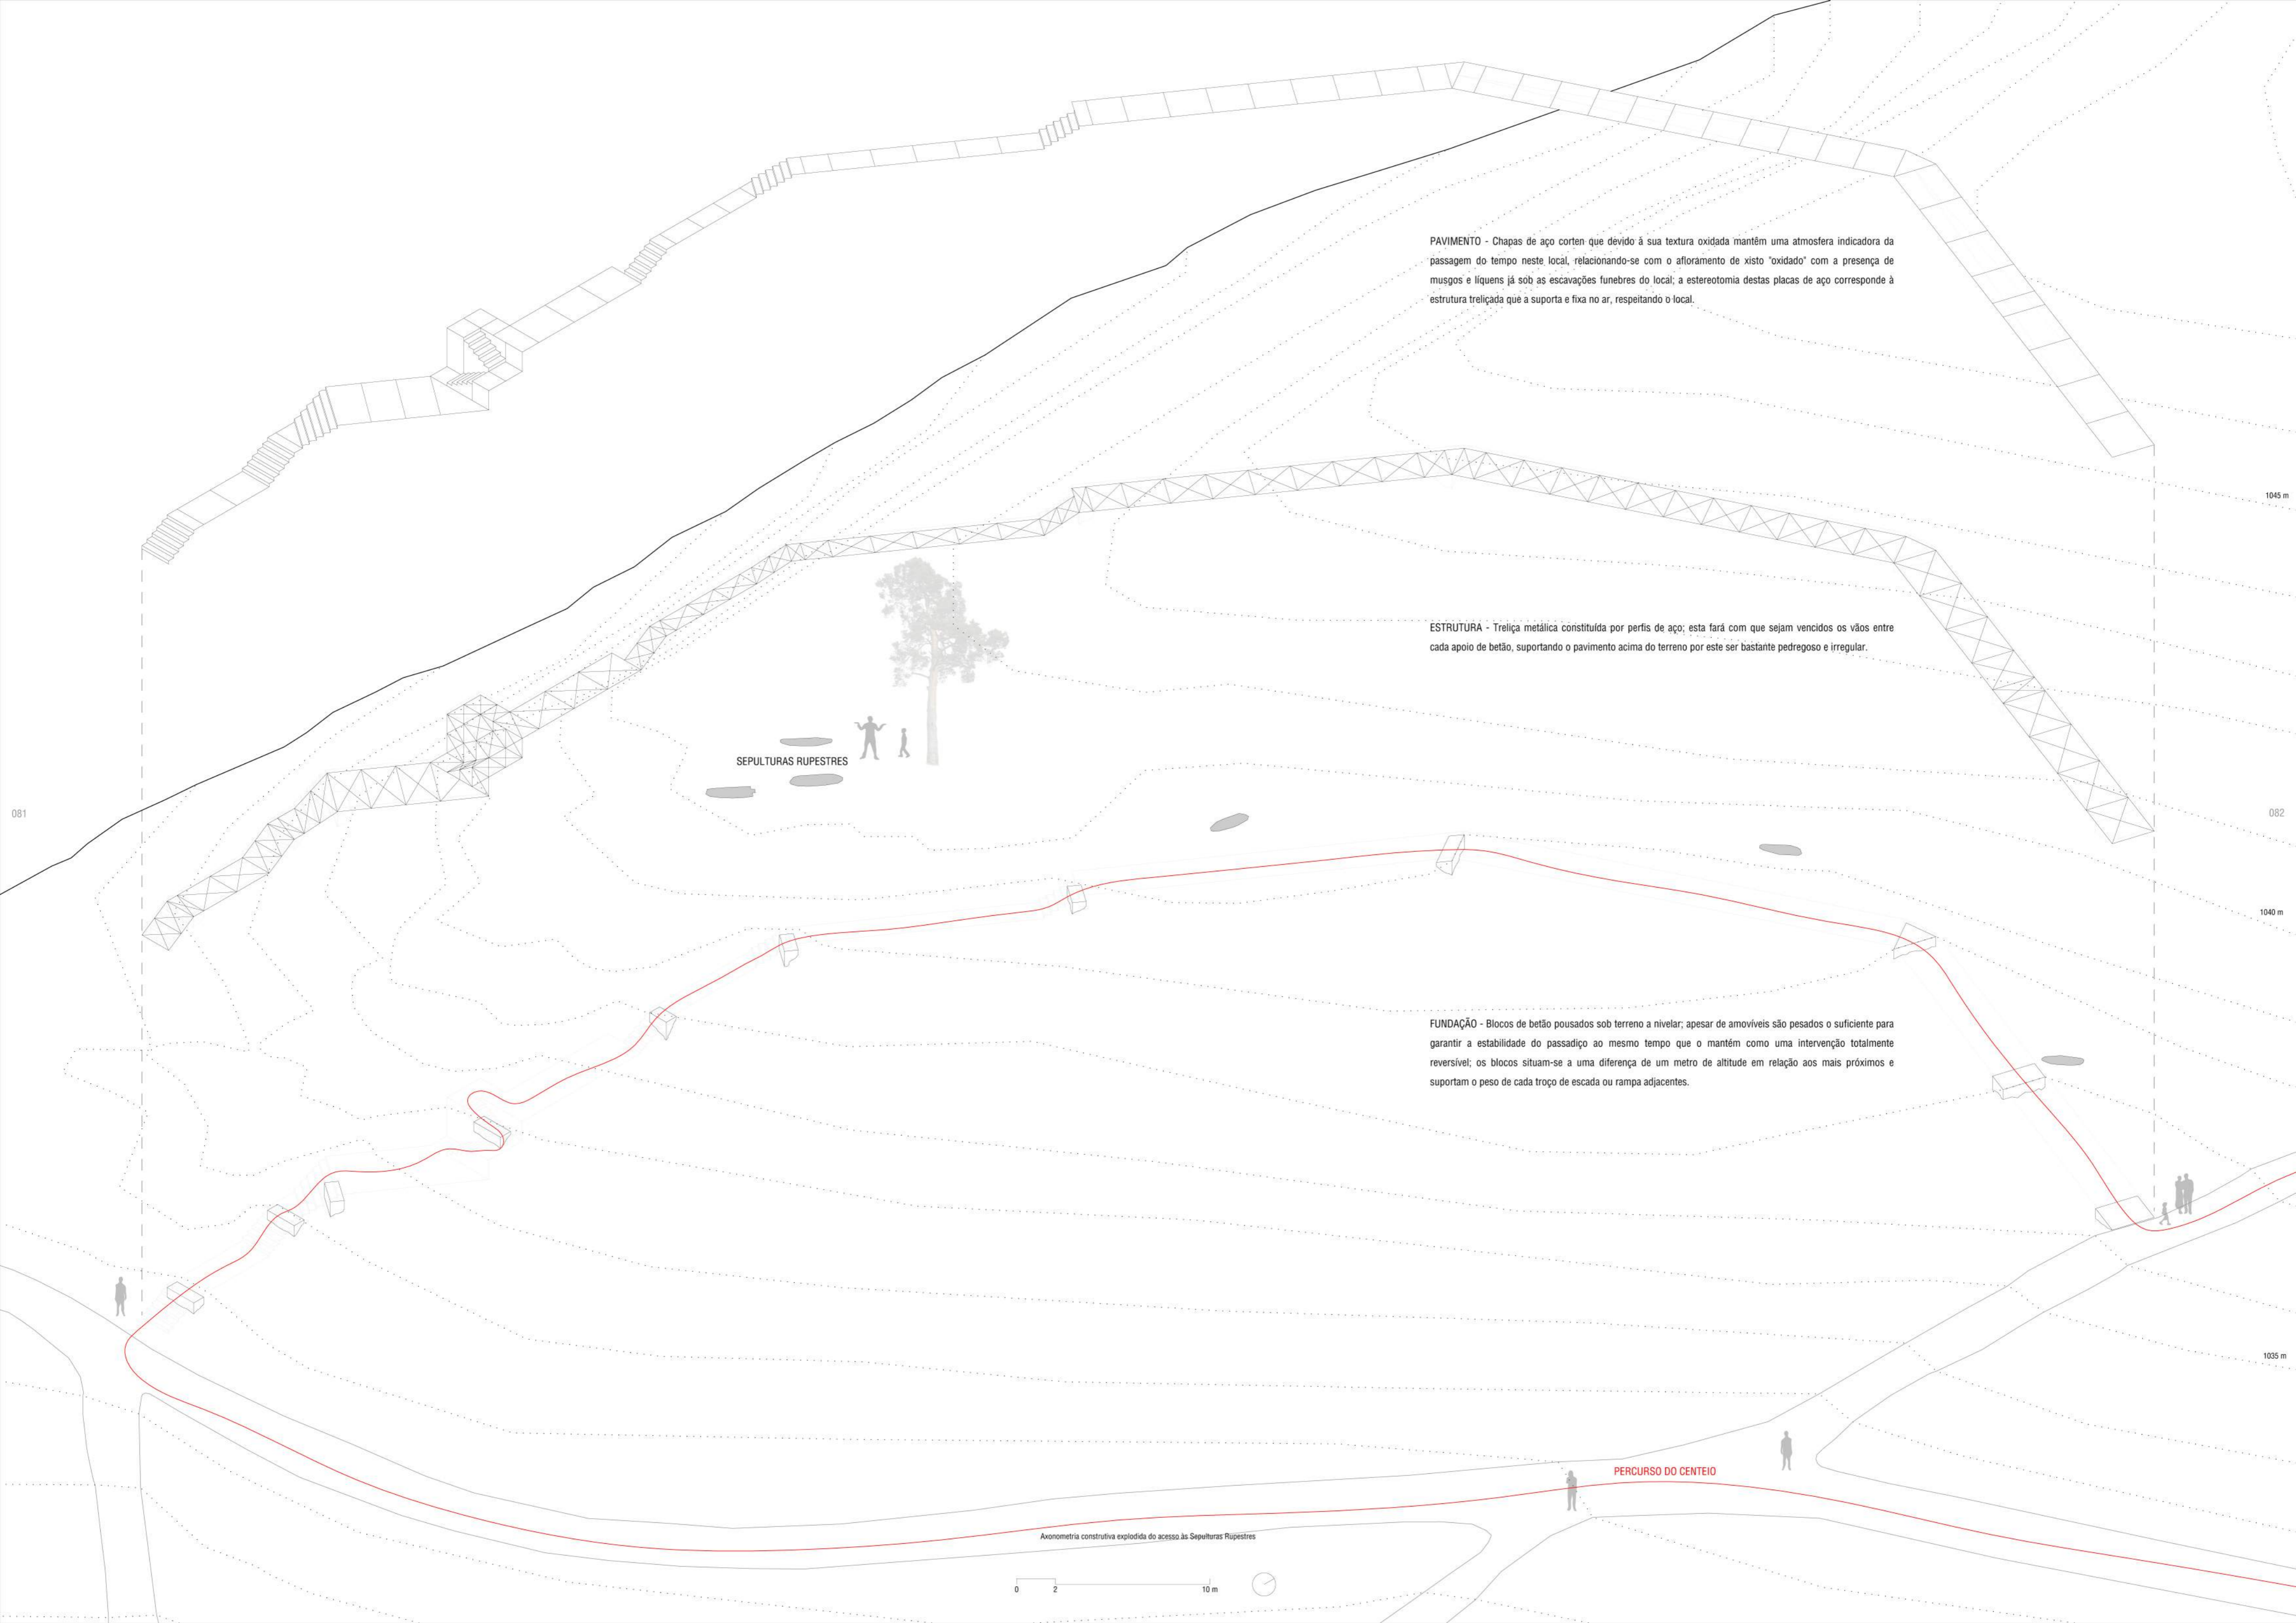 PAVIMENTO - Chapas de aço corten que devido à sua textura oxidada mantêm uma atmosfera indicadora da
passagem do tempo neste local, relacionando-se com o afloramento de xisto "oxidado" com a presença de
musgos e líquens já sob as escavações funebres do local; a estereotomia destas placas de aço corresponde à
estrutura treliçada que a suporta e fixa no ar, respeitando o local.
1045 m
ESTRUTURA - Treliça metálica constituída por perfis de aço; esta fará com que sejam vencidos os vãos entre
cada apoio de betão, suportando o pavimento acima do terreno por este ser bastante pedregoso e irregular.
SEPULTURAS RUPESTRES
081
082
1040 m
FUNDAÇÃO - Blocos de betão pousados sob terreno a nivelar; apesar de amovíveis são pesados o suficiente para
garantir a estabilidade do passadiço ao mesmo tempo que o mantém como uma intervenção totalmente
reversível; os blocos situam-se a uma diferença de um metro de altitude em relação aos mais próximos e
suportam o peso de cada troço de escada ou rampa adjacentes.
1035 m
PERCURSO DO CENTEIO
Axonometria construtiva explodida do acesso às Sepulturas Rupestres
0 2 10 m